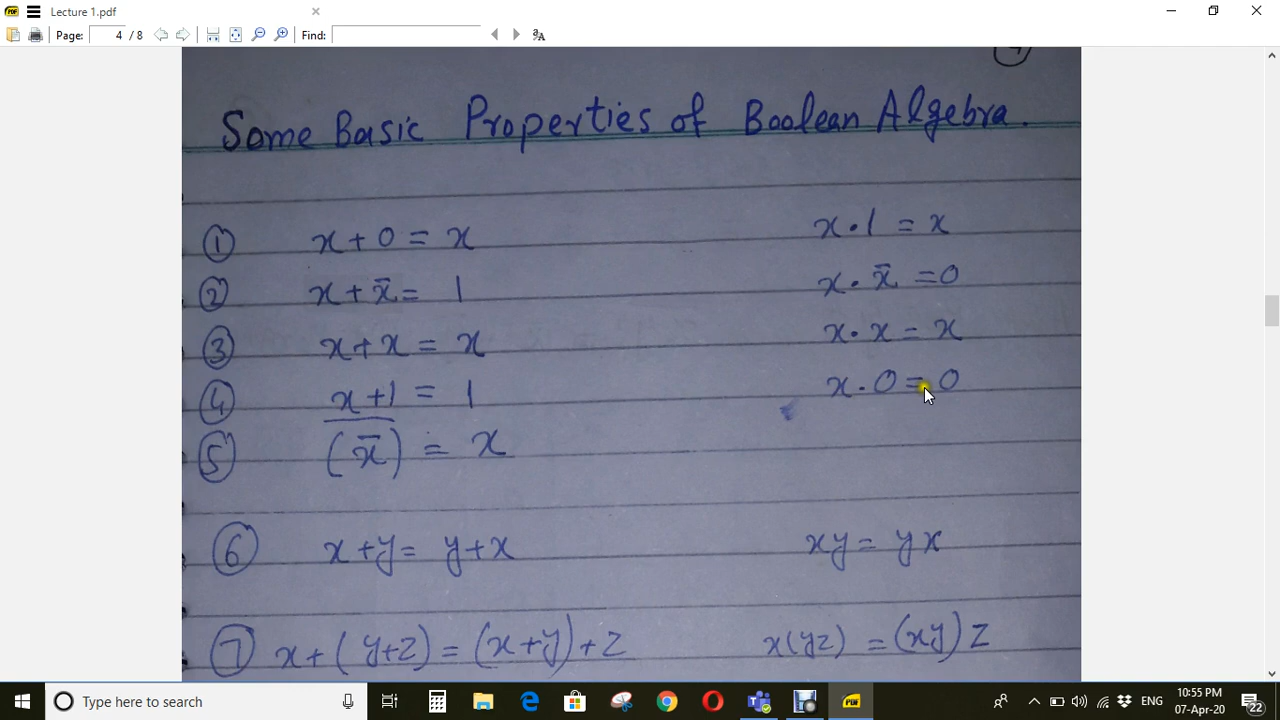 Lecture 1.pdf
Page: 4 / 8 Find:
4
Some Basic Properties of Boolean Algebra.
① x + 0 = x x · 1 = x
② x + x̄ = 1 x · x̄ = 0
③ x + x = x x · x = x
④ x + 1 = 1 x · 0 = 0
⑤ \overline{(x̄)} = x
⑥ x + y = y + x xy = yx
⑦ x + (y+z) = (x+y) + z x(yz) = (xy)z
Type here to search ENG 10:55 PM
07-Apr-20 22